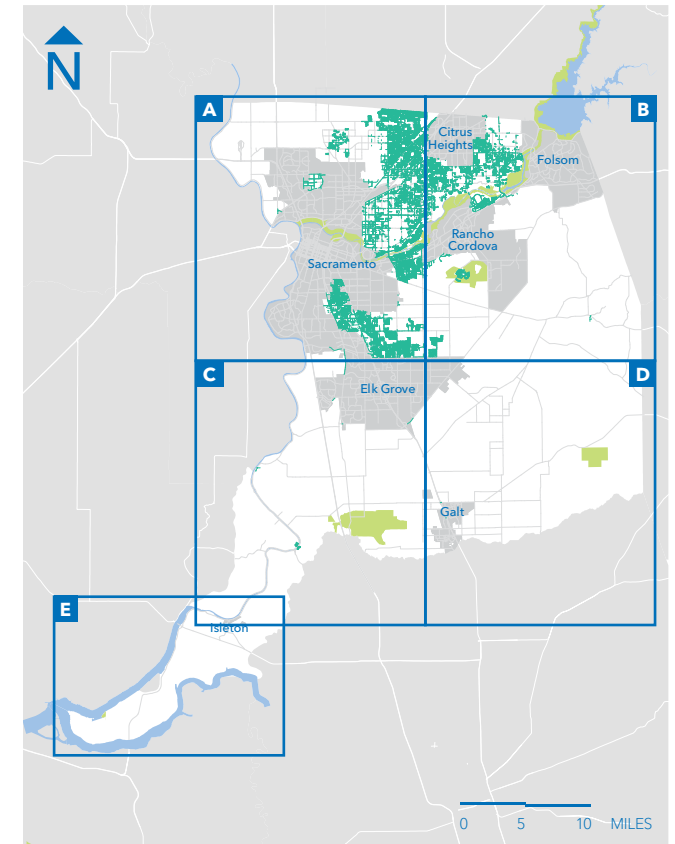 N
A
B
Citrus
Heights
Folsom
Rancho
Cordova
Sacramento
C
D
Elk Grove
Galt
E
Isleton
0 5 10 MILES